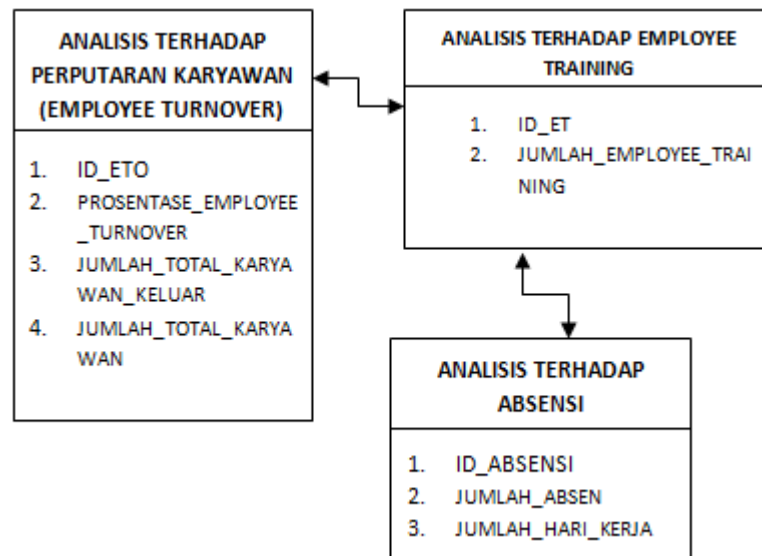 ANALISIS TERHADAP
PERPUTARAN KARYAWAN
(EMPLOYEE TURNOVER)
1. ID_ETO
2. PROSENTASE_EMPLOYEE
_TURNOVER
3. JUMLAH_TOTAL_KARYA
WAN_KELUAR
4. JUMLAH_TOTAL_KARYA
WAN
ANALISIS TERHADAP EMPLOYEE
TRAINING
1. ID_ET
2. JUMLAH_EMPLOYEE_TRAI
NING
ANALISIS TERHADAP
ABSENSI
1. ID_ABSENSI
2. JUMLAH_ABSEN
3. JUMLAH_HARI_KERJA